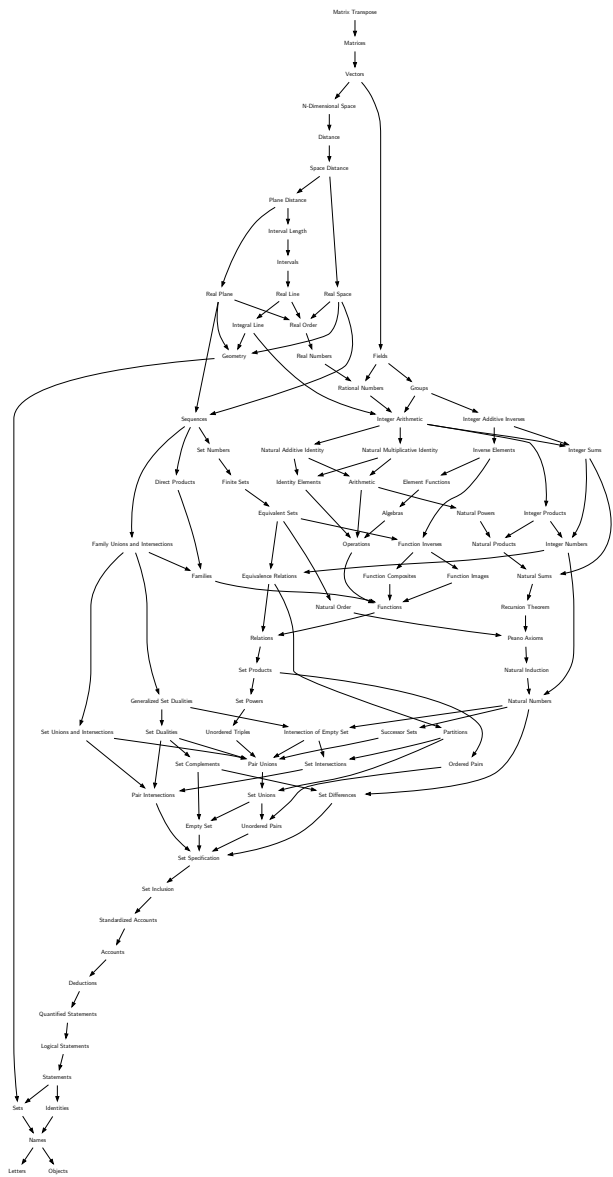 Matrix Transpose
Matrices
Vectors
N-Dimensional Space
Distance
Space Distance
Plane Distance
Interval Length
Intervals
Real Plane
Real Line
Real Space
Integral Line
Real Order
Geometry
Real Numbers
Fields
Rational Numbers
Groups
Sequences
Integer Arithmetic
Integer Additive Inverses
Set Numbers
Natural Additive Identity
Natural Multiplicative Identity
Inverse Elements
Integer Sums
Direct Products
Finite Sets
Identity Elements
Arithmetic
Element Functions
Equivalent Sets
Algebras
Natural Powers
Integer Products
Family Unions and Intersections
Operations
Function Inverses
Natural Products
Integer Numbers
Families
Equivalence Relations
Function Composites
Function Images
Natural Sums
Natural Order
Functions
Recursion Theorem
Relations
Peano Axioms
Set Products
Natural Induction
Generalized Set Dualities
Set Powers
Natural Numbers
Set Unions and Intersections
Set Dualities
Unordered Triples
Intersection of Empty Set
Successor Sets
Partitions
Set Complements
Pair Unions
Set Intersections
Ordered Pairs
Pair Intersections
Set Unions
Set Differences
Empty Set
Unordered Pairs
Set Specification
Set Inclusion
Standardized Accounts
Accounts
Deductions
Quantified Statements
Logical Statements
Statements
Sets
Identities
Names
Letters
Objects